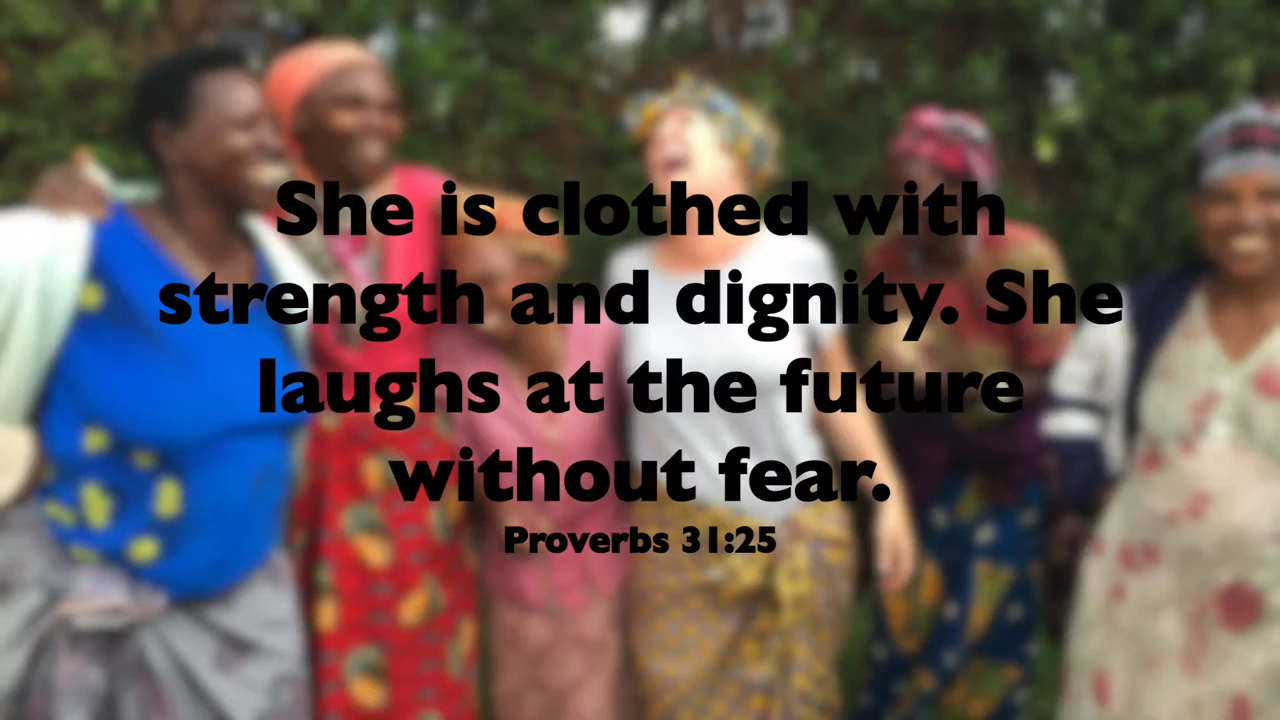 She is clothed with
strength and dignity. She
laughs at the future
without fear.
Proverbs 31:25